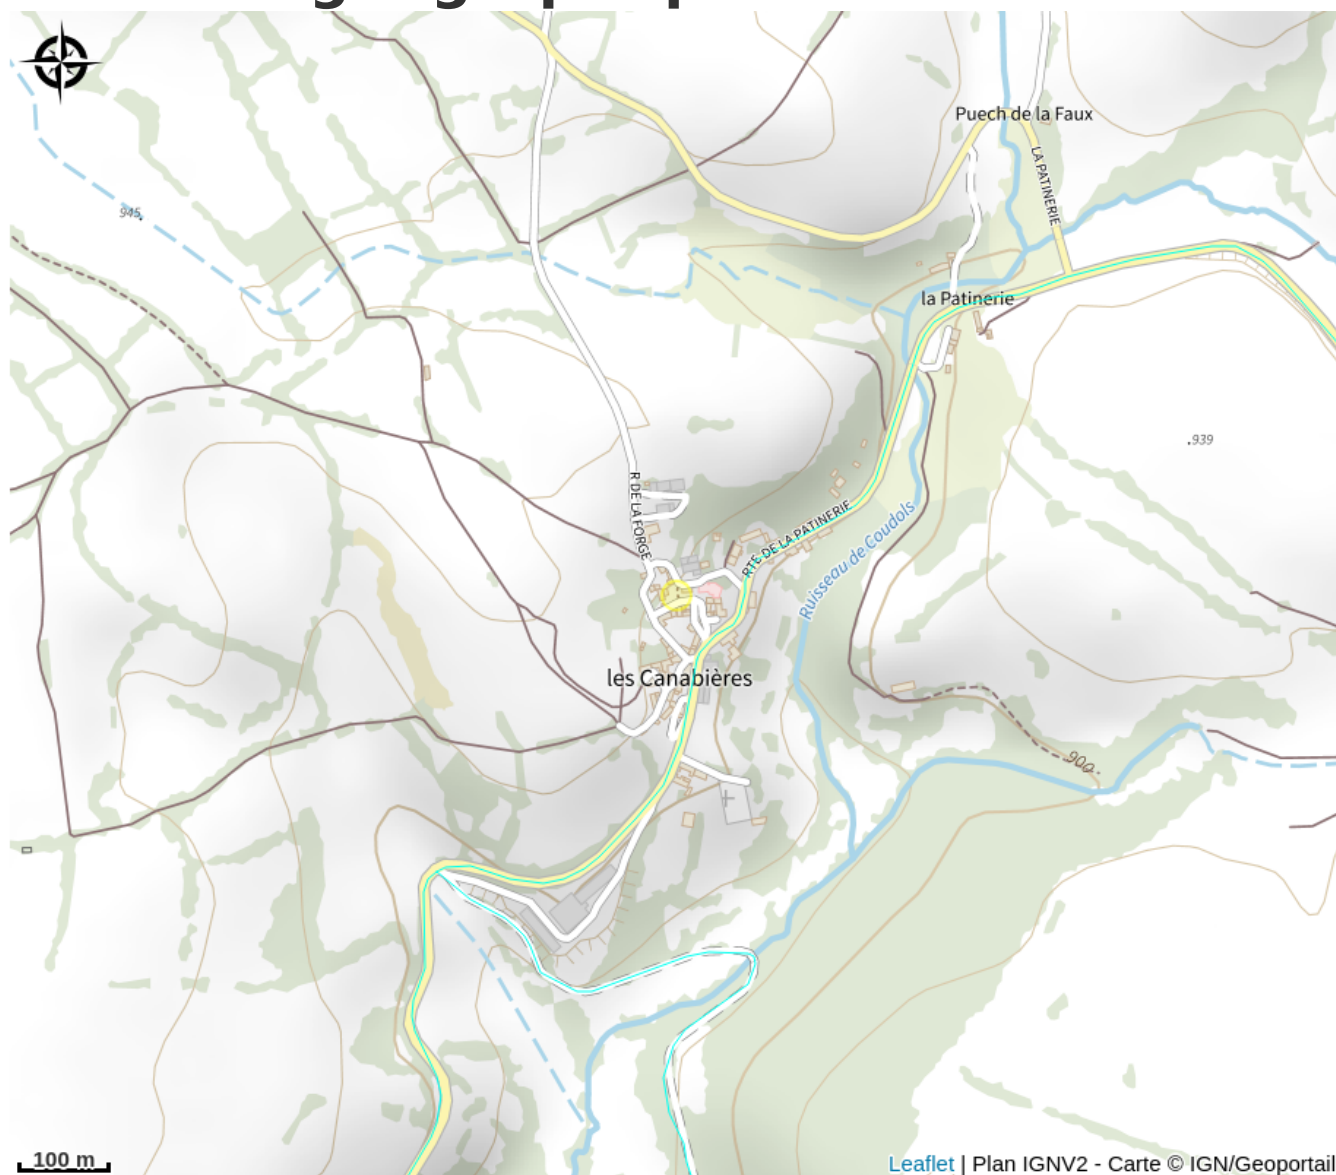 Puech de la Faux
LA PATINERIE
945
la Patinerie
939
R DE LA FORGE
RTE DE LA PATINERIE
Ruisseau de Coudols
les Canabières
900
100 m
Leaflet | Plan IGNV2 - Carte © IGN/Geoportail